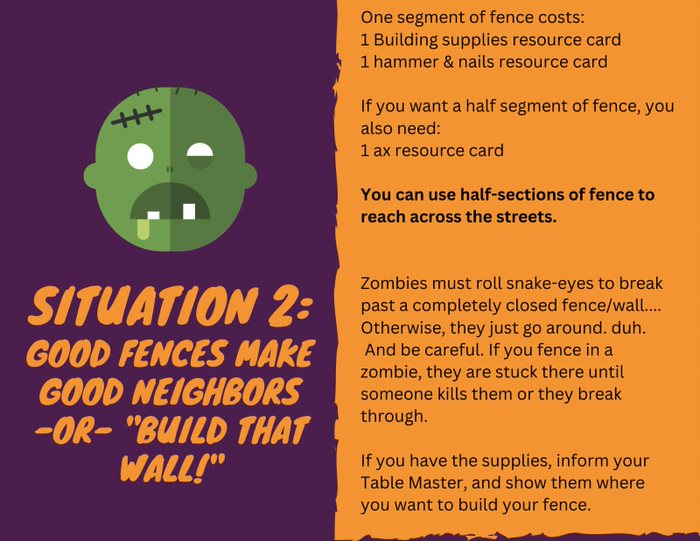 SITUATION 2:
GOOD FENCES MAKE
GOOD NEIGHBORS
-OR- "BUILD THAT
WALL!"
One segment of fence costs:
1 Building supplies resource card
1 hammer & nails resource card
If you want a half segment of fence, you
also need:
1 ax resource card
You can use half-sections of fence to
reach across the streets.
Zombies must roll snake-eyes to break
past a completely closed fence/wall....
Otherwise, they just go around. duh.
And be careful. If you fence in a
zombie, they are stuck there until
someone kills them or they break
through.
If you have the supplies, inform your
Table Master, and show them where
you want to build your fence.